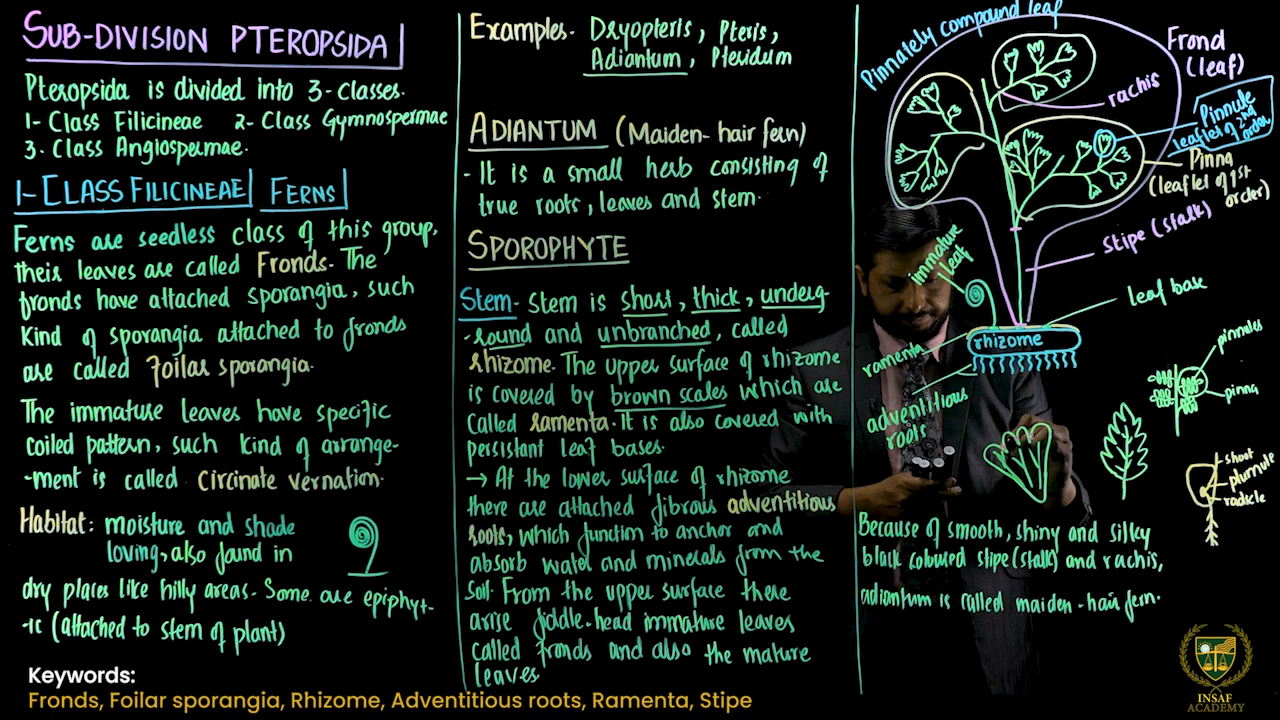 SUB-DIVISION PTEROPSIDA
Pteropsida is divided into 3-classes.
1- Class Filicineae 2- Class Gymnospermae
3. Class Angiospermae.
1-[CLASS FILICINEAE] FERNS
Ferns are seedless class of this group,
their leaves are called Fronds. The
fronds have attached sporangia, such
Kind of sporangia attached to fronds
are called Foilar sporangia.
The immature leaves have specific
coiled pattern, such kind of arrange-
-ment is called Circinate vernation.
Habitat: moisture and shade
loving, also found in
dry places like hilly areas. Some are epiphyt-
-ic (attached to stem of plant)
Examples- Dryopteris, Pteris,
Adiantum, Pteridum
ADIANTUM (Maiden-hair fern)
- It is a small herb consisting of
true roots, leaves and stem.
SPOROPHYTE
Stem- Stem is short, thick, underg-
-round and unbranched, called
rhizome. The upper surface of rhizome
is covered by brown scales which are
called ramenta. It is also covered with
persistant leaf bases.
→ At the lower surface of rhizome
there are attached fibrous adventitious
roots, which function to anchor and
absorb water and minerals from the
soil. From the upper surface there
arise fiddle-head immature leaves
called fronds and also the mature
leaves.
Pinnately compound leaf
Frond
(leaf)
rachis
Pinnule
leaflet of 2nd
order
Pinna
(leaflet of 1st
order)
Stipe (stalk)
immature
leaf
leaf base
rhizome
ramenta
adventitious
roots
pinnules
pinna
shoot
plumule
radicle
Because of smooth, shiny and silky
black coloured stipe (stalk) and rachis,
adiantum is called maiden-hair fern.
Keywords:
Fronds, Foilar sporangia, Rhizome, Adventitious roots, Ramenta, Stipe
INSAF
ACADEMY